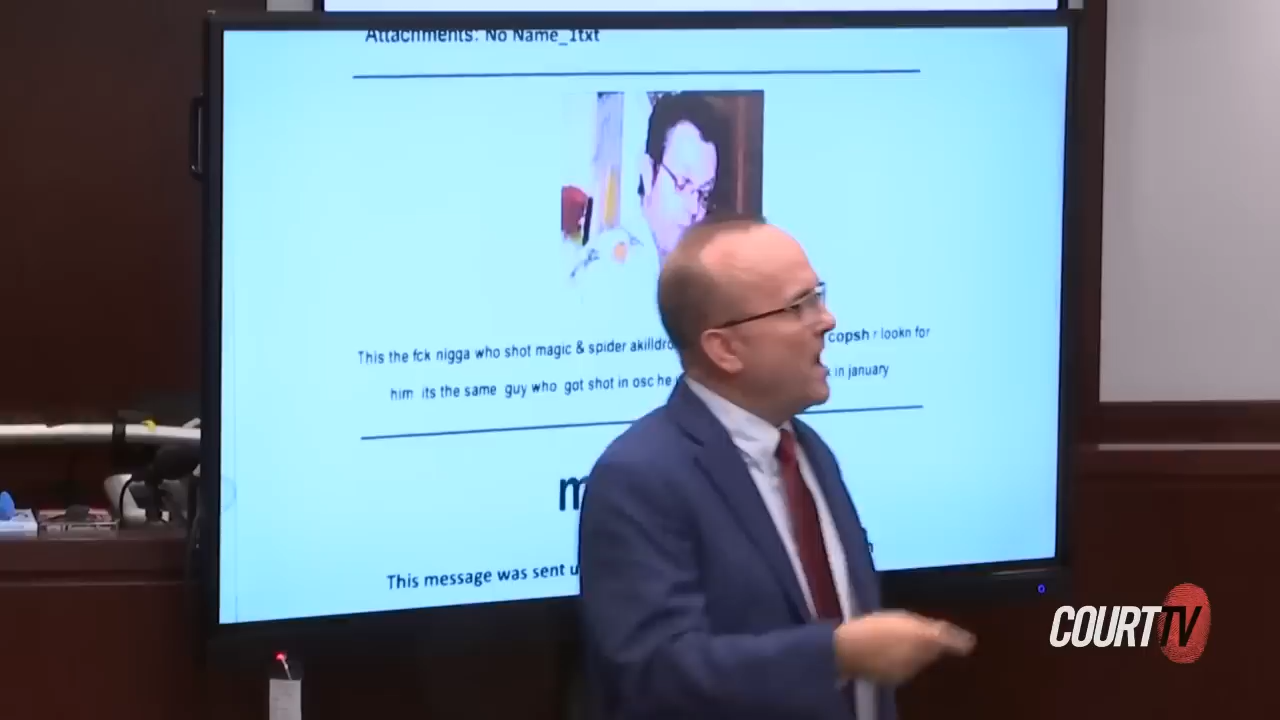 Attachments: No Name_1txt
This the fck nigga who shot magic & spider copsh r lookn for
him its the same guy who got shot in osc he in january
This message was sent
COURT TV